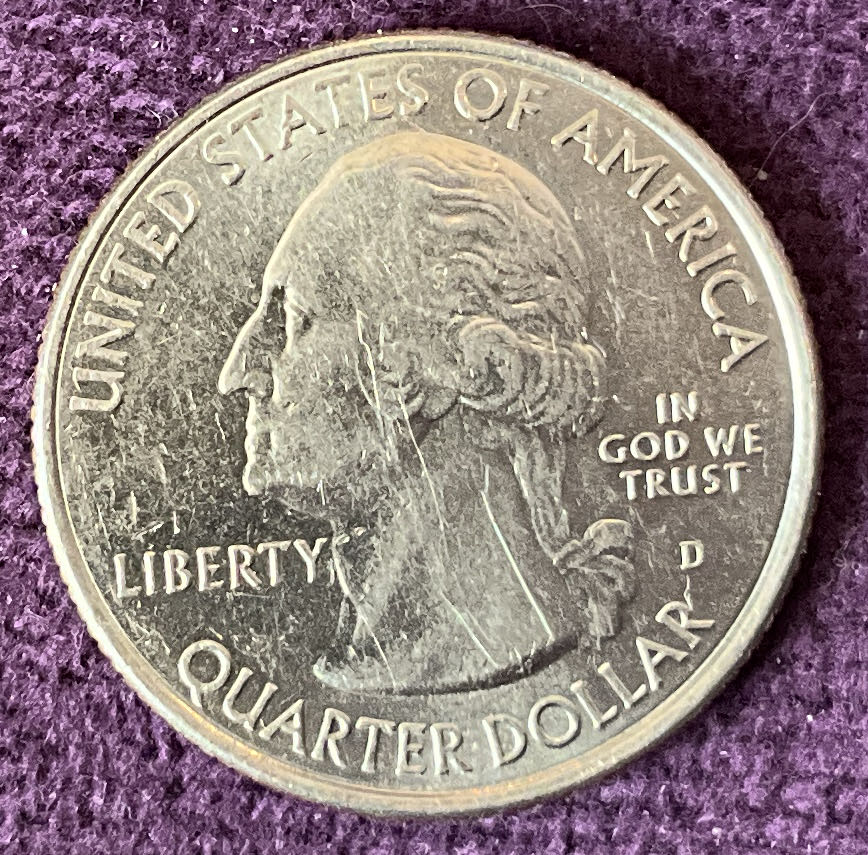 UNITED STATES OF AMERICA
IN
GOD WE
TRUST
LIBERTY
D
QUARTER DOLLAR